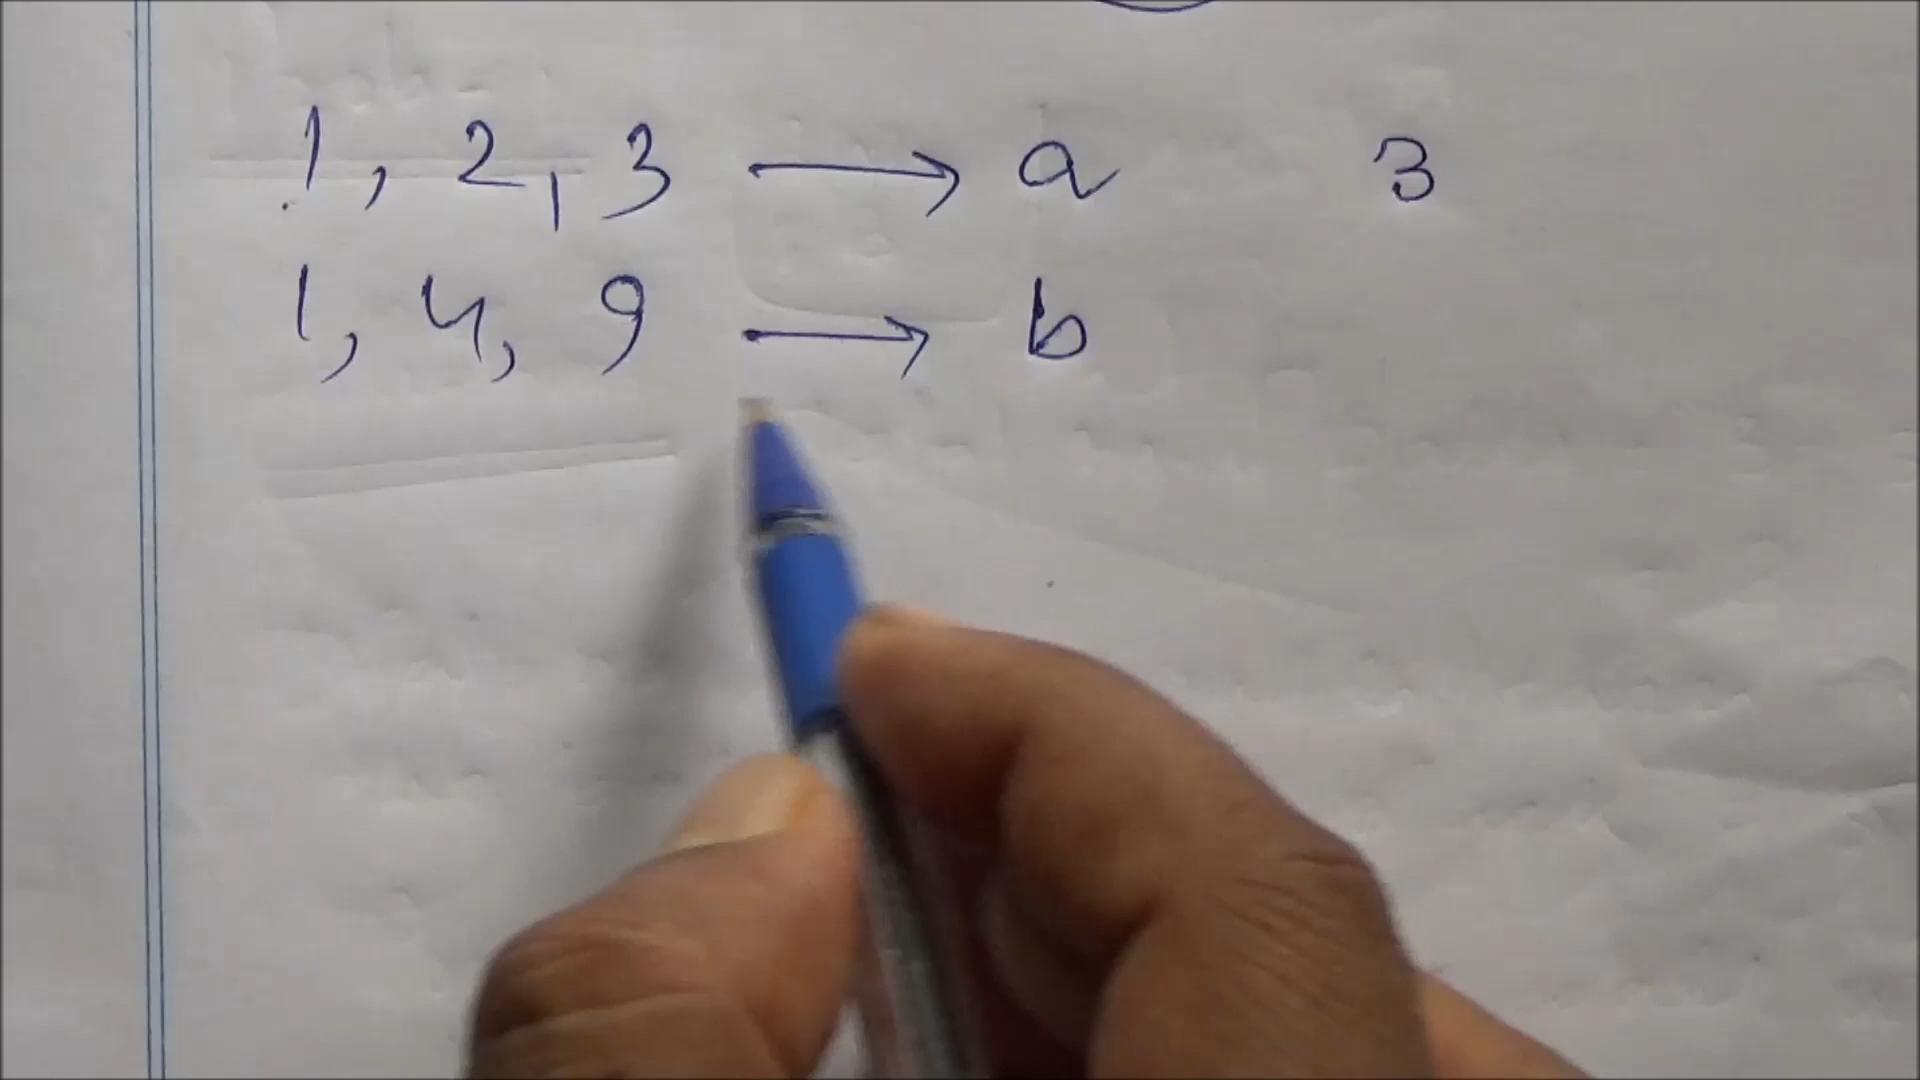 1, 2, 3 → a 3
1, 4, 9 → b